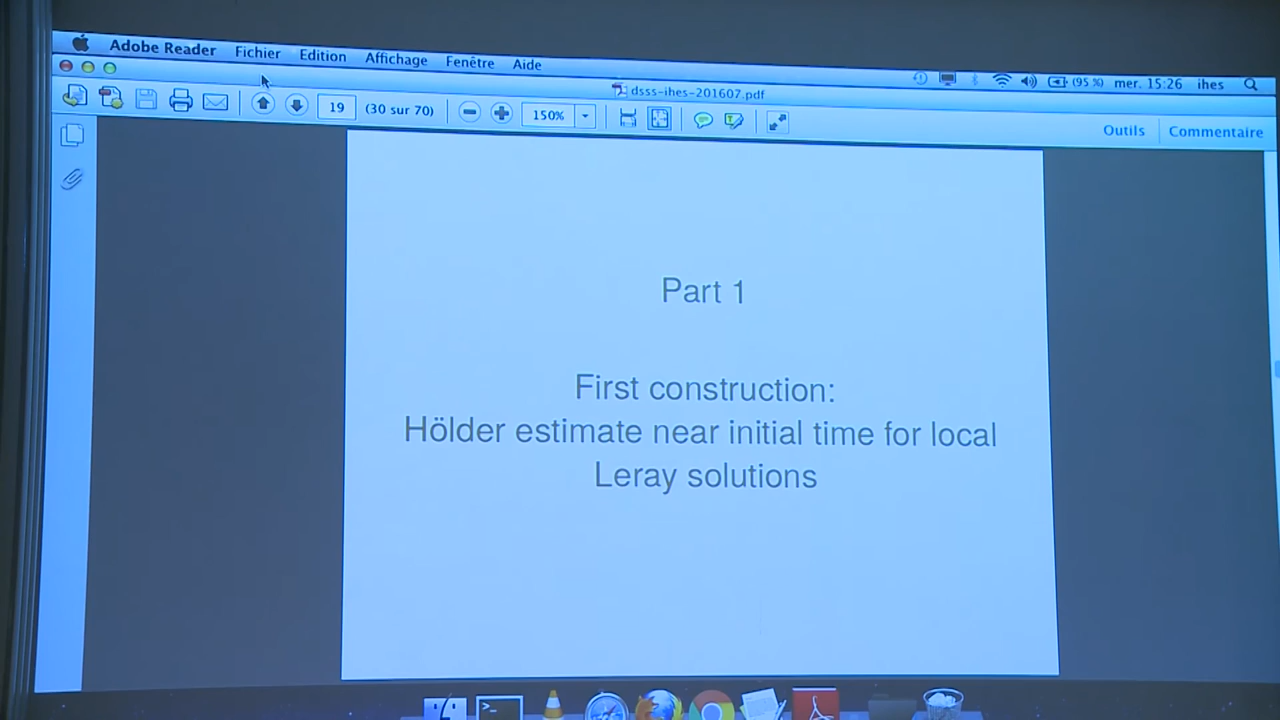 Adobe Reader Fichier Edition Affichage Fenêtre Aide
(95 %) mer. 15:26 ihes
dsss-ihes-201607.pdf
19 (30 sur 70) 150% Outils Commentaire
Part 1
First construction:
Hölder estimate near initial time for local
Leray solutions